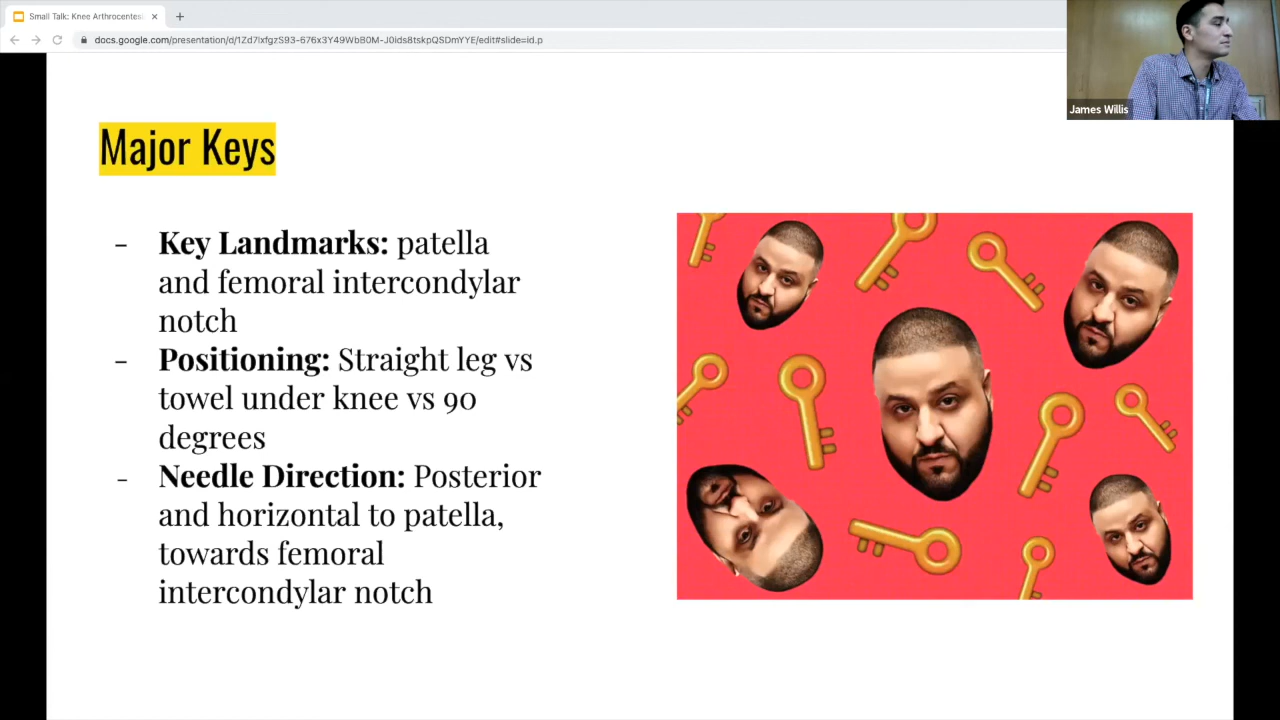 Small Talk: Knee Arthrocentesi
docs.google.com/presentation/d/1Zd7lxfgzS93-676x3Y49WbB0M-J0ids8tskpQSDmYYE/edit#slide=id.p
James Willis
Major Keys
- Key Landmarks: patella
and femoral intercondylar
notch
- Positioning: Straight leg vs
towel under knee vs 90
degrees
- Needle Direction: Posterior
and horizontal to patella,
towards femoral
intercondylar notch